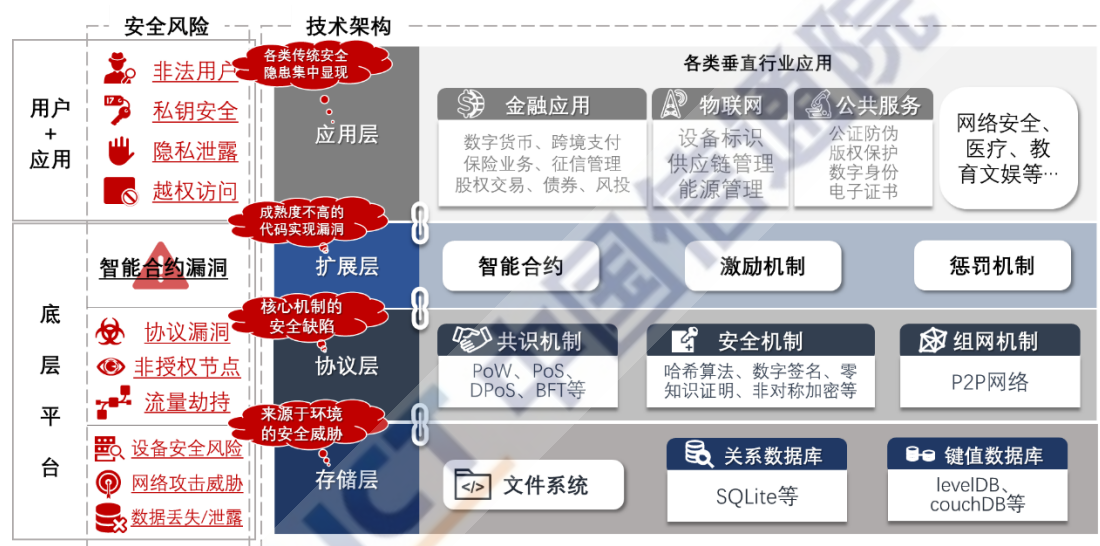 安全风险
技术架构
用户
+
应用
非法用户
私钥安全
隐私泄露
越权访问
各类传统安全
隐患集中显现
应用层
各类垂直行业应用
金融应用
数字货币、跨境支付
保险业务、征信管理
股权交易、债券、风投
物联网
设备标识
供应链管理
能源管理
公共服务
公证防伪
版权保护
数字身份
电子证书
网络安全、
医疗、教
育文娱等…
底
层
平
台
智能合约漏洞
成熟度不高的
代码实现漏洞
扩展层
智能合约
激励机制
惩罚机制
协议漏洞
非授权节点
流量劫持
核心机制的
安全缺陷
协议层
共识机制
PoW、PoS、
DPoS、BFT等
安全机制
哈希算法、数字签名、零
知识证明、非对称加密等
组网机制
P2P网络
设备安全风险
网络攻击威胁
数据丢失/泄露
来源于环境
的安全威胁
存储层
</>
文件系统
关系数据库
SQLite等
键值数据库
levelDB、
couchDB等
ICT 中国信通院